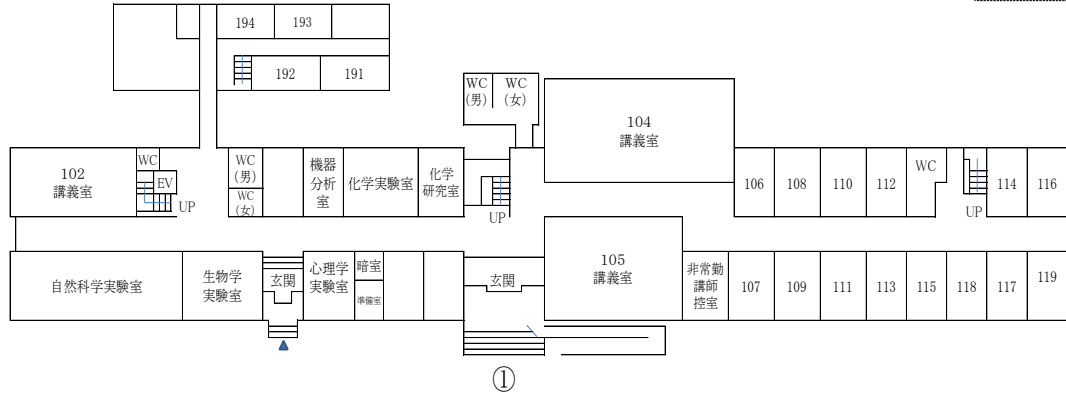 194
193
192
191
WC
(男)
WC
(女)
104
講義室
102
講義室
WC
EV
UP
WC
(男)
WC
(女)
機器
分析
室
化学実験室
化学
研究室
UP
106
108
110
112
WC
UP
114
116
自然科学実験室
生物学
実験室
玄関
心理学
実験室
暗室
準備室
玄関
105
講義室
非常勤
講師
控室
107
109
111
113
115
118
117
119
①